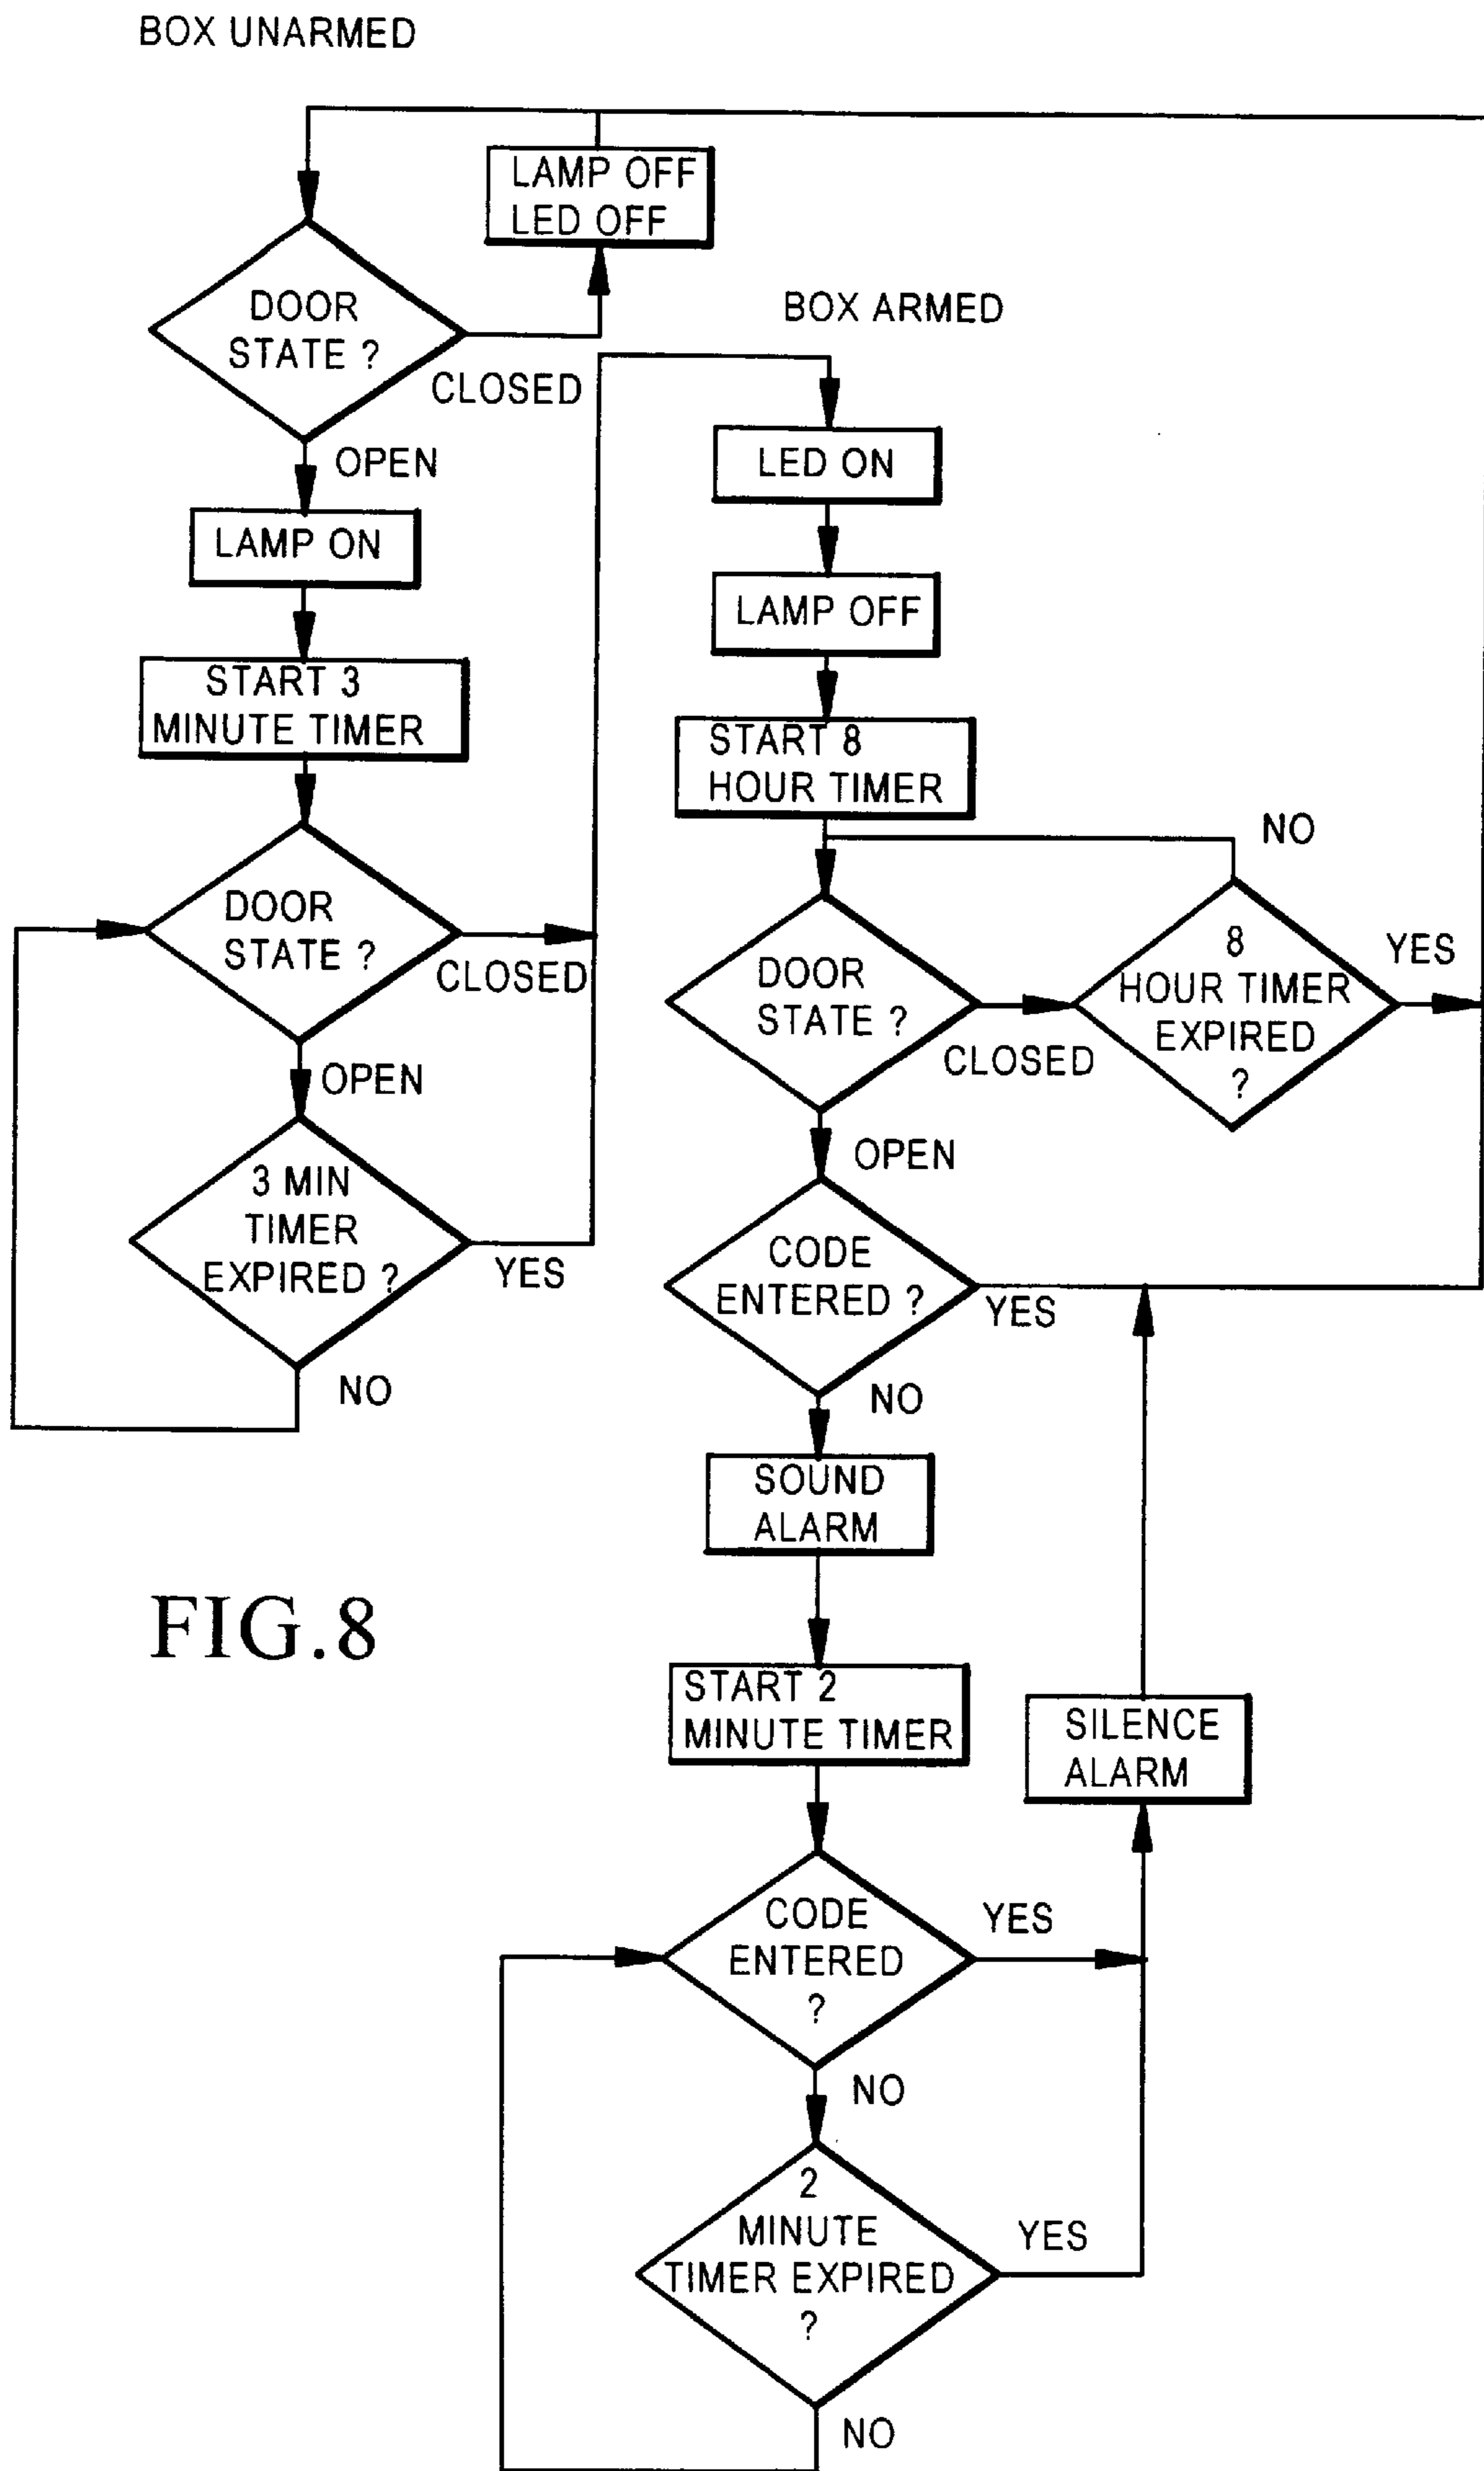 BOX UNARMED
LAMP OFF
LED OFF
DOOR
STATE ?
CLOSED
OPEN
LAMP ON
START 3
MINUTE TIMER
DOOR
STATE ?
CLOSED
OPEN
3 MIN
TIMER
EXPIRED ?
YES
NO
BOX ARMED
LED ON
LAMP OFF
START 8
HOUR TIMER
NO
DOOR
STATE ?
CLOSED
8
HOUR TIMER
EXPIRED
?
YES
OPEN
CODE
ENTERED ?
YES
NO
SOUND
ALARM
START 2
MINUTE TIMER
SILENCE
ALARM
CODE
ENTERED
?
YES
NO
2
MINUTE
TIMER EXPIRED
?
YES
NO
FIG.8